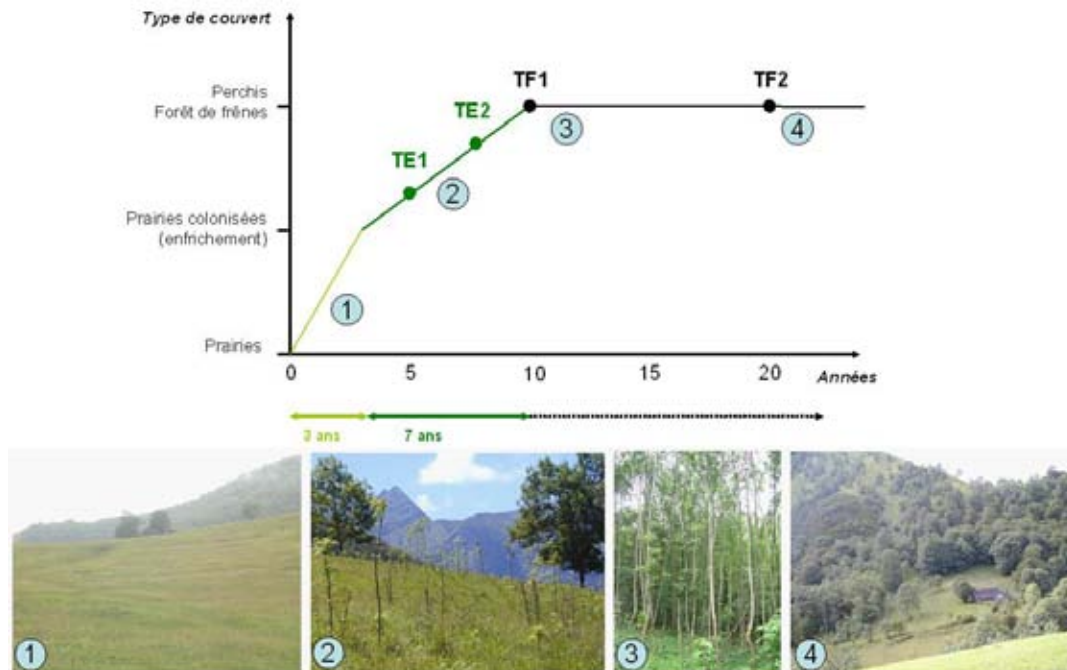 Type de couvert
Perchis
Forêt de frênes
TF1
TF2
TE2
3
4
TE1
2
Prairies colonisées
(enfrichement)
1
Prairies
0
5
10
15
20
Années
3 ans
7 ans
1
2
3
4